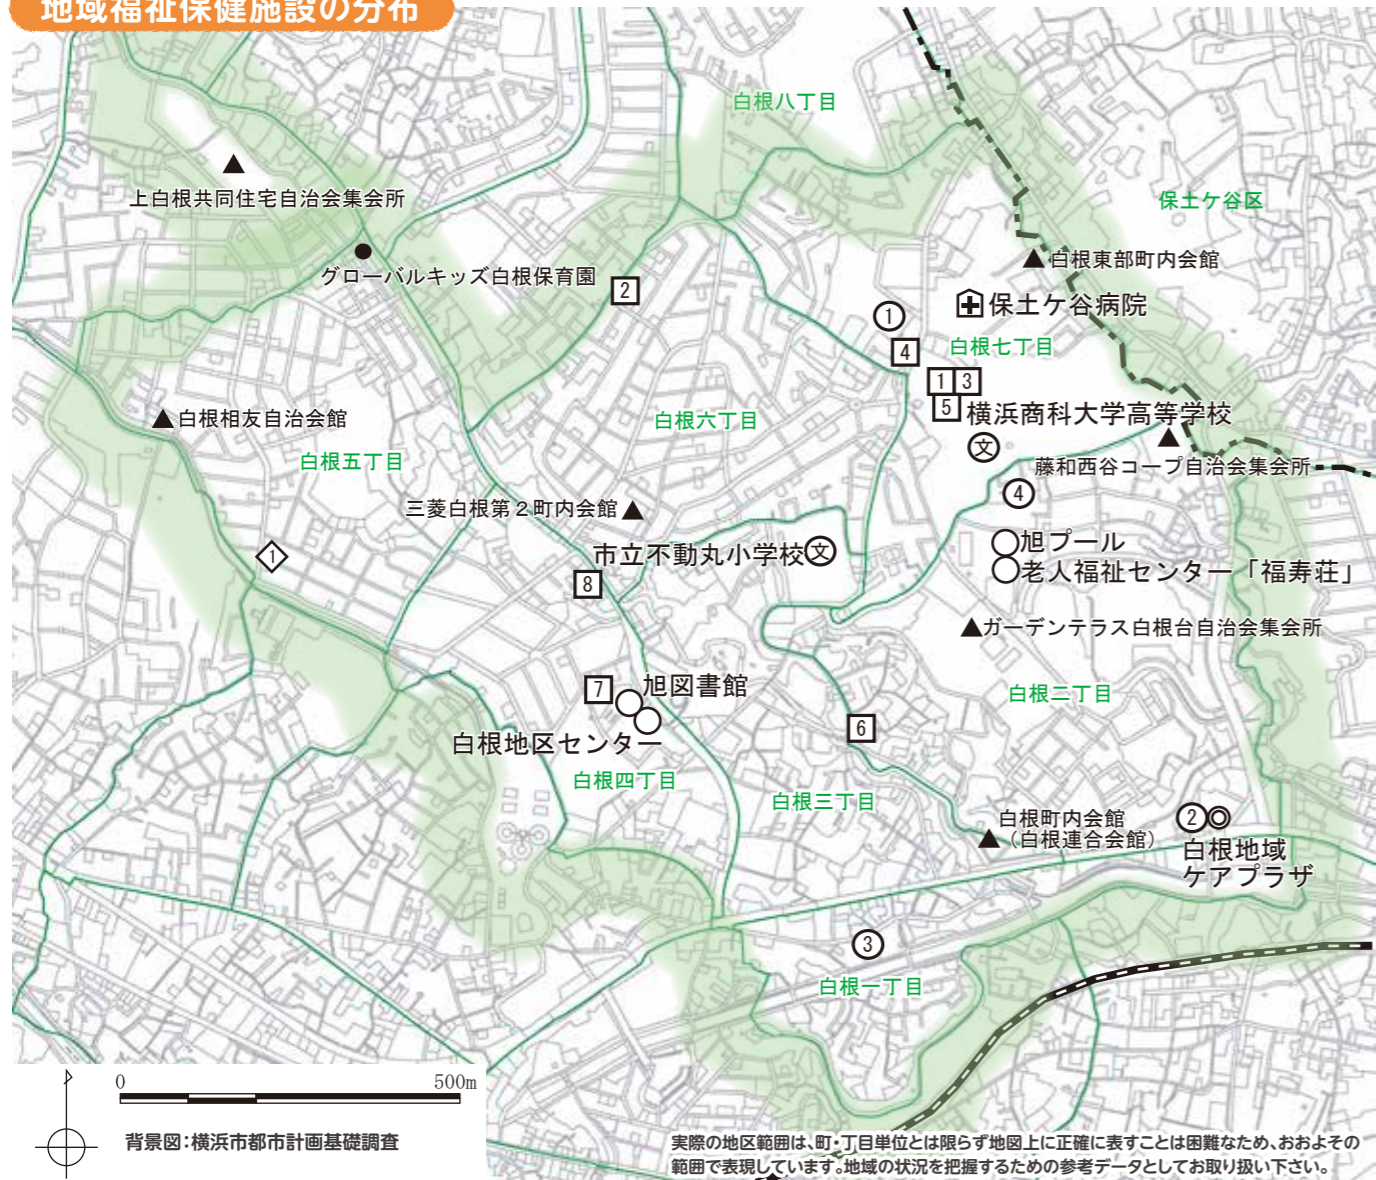 地域福祉保健施設の分布
白根八丁目
保土ケ谷区
上白根共同住宅自治会集会所
グローバルキッズ白根保育園
白根東部町内会館
2
保土ケ谷病院
1
4
白根七丁目
1 3
5
横浜商科大学高等学校
白根相友自治会館
白根六丁目
文
白根五丁目
藤和西谷コープ自治会集会所
4
三菱白根第2町内会館
市立不動丸小学校
文
旭プール
老人福祉センター「福寿荘」
1
8
ガーデンテラス白根台自治会集会所
7
旭図書館
白根二丁目
白根地区センター
6
白根四丁目
白根三丁目
白根町内会館
(白根連合会館)
2
白根地域
ケアプラザ
3
白根一丁目
0 500m
背景図:横浜市都市計画基礎調査
実際の地区範囲は、町・丁目単位とは限らず地図上に正確に表すことは困難なため、おおよその
範囲で表現しています。地域の状況を把握するための参考データとしてお取り扱い下さい。